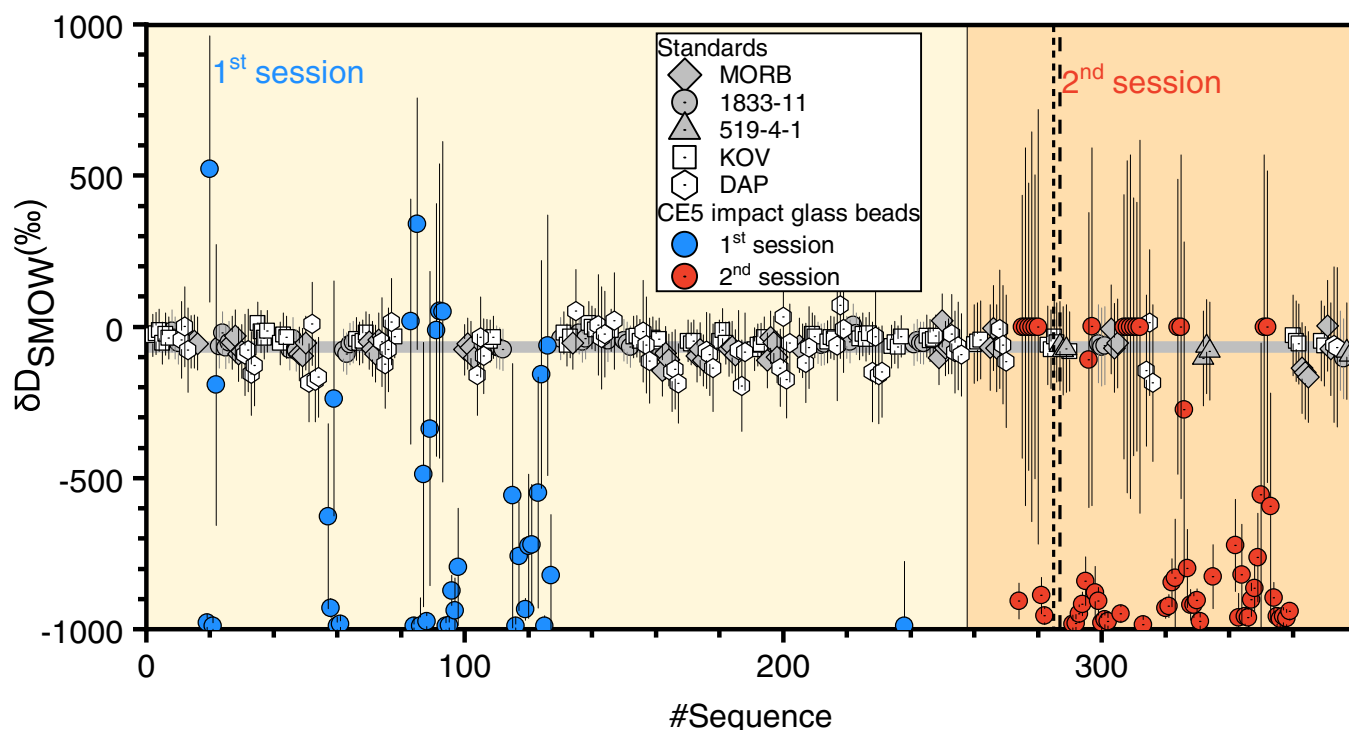 1000
500
0
-500
-1000
δD_SMOW(‰)
1st session
2nd session
Standards
MORB
1833-11
519-4-1
KOV
DAP
CE5 impact glass beads
1st session
2nd session
0 100 200 300
#Sequence